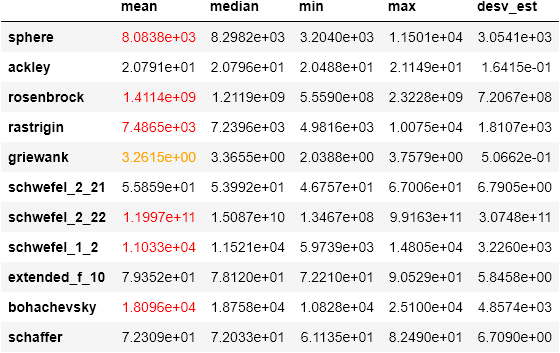 mean median min max desv_est
sphere 8.0838e+03 8.2982e+03 3.2040e+03 1.1501e+04 3.0541e+03
ackley 2.0791e+01 2.0796e+01 2.0488e+01 2.1149e+01 1.6415e-01
rosenbrock 1.4114e+09 1.2119e+09 5.5590e+08 2.3228e+09 7.2067e+08
rastrigin 7.4865e+03 7.2396e+03 4.9816e+03 1.0075e+04 1.8107e+03
griewank 3.2615e+00 3.3655e+00 2.0388e+00 3.7579e+00 5.0662e-01
schwefel_2_21 5.5859e+01 5.3992e+01 4.6757e+01 6.7006e+01 6.7905e+00
schwefel_2_22 1.1997e+11 1.5087e+10 1.3467e+08 9.9163e+11 3.0748e+11
schwefel_1_2 1.1033e+04 1.1521e+04 5.9739e+03 1.4805e+04 3.2260e+03
extended_f_10 7.9352e+01 7.8120e+01 7.2210e+01 9.0529e+01 5.8458e+00
bohachevsky 1.8096e+04 1.8758e+04 1.0828e+04 2.5100e+04 4.8574e+03
schaffer 7.2309e+01 7.2033e+01 6.1135e+01 8.2490e+01 6.7090e+00